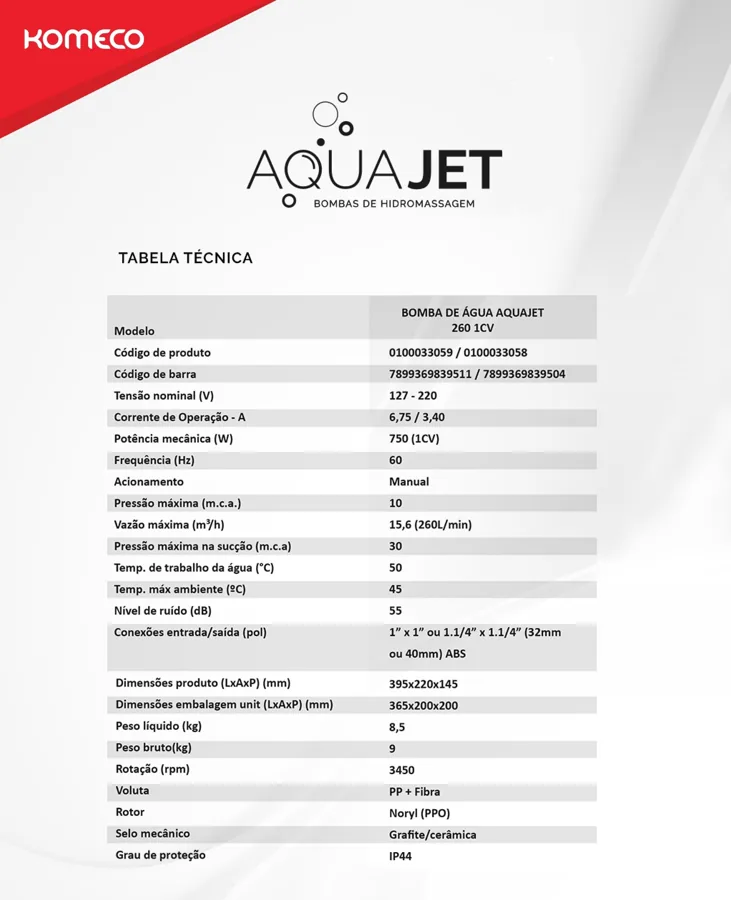 KOMECO
AQUAJET
BOMBAS DE HIDROMASSAGEM
TABELA TÉCNICA
Modelo BOMBA DE ÁGUA AQUAJET
260 1CV
Código de produto 0100033059 / 0100033058
Código de barra 7899369839511 / 7899369839504
Tensão nominal (V) 127 - 220
Corrente de Operação - A 6,75 / 3,40
Potência mecânica (W) 750 (1CV)
Frequência (Hz) 60
Acionamento Manual
Pressão máxima (m.c.a.) 10
Vazão máxima (m³/h) 15,6 (260L/min)
Pressão máxima na sucção (m.c.a) 30
Temp. de trabalho da água (°C) 50
Temp. máx ambiente (ºC) 45
Nível de ruído (dB) 55
Conexões entrada/saída (pol) 1” x 1” ou 1.1/4” x 1.1/4” (32mm
ou 40mm) ABS
Dimensões produto (LxAxP) (mm) 395x220x145
Dimensões embalagem unit (LxAxP) (mm) 365x200x200
Peso líquido (kg) 8,5
Peso bruto(kg) 9
Rotação (rpm) 3450
Voluta PP + Fibra
Rotor Noryl (PPO)
Selo mecânico Grafite/cerâmica
Grau de proteção IP44